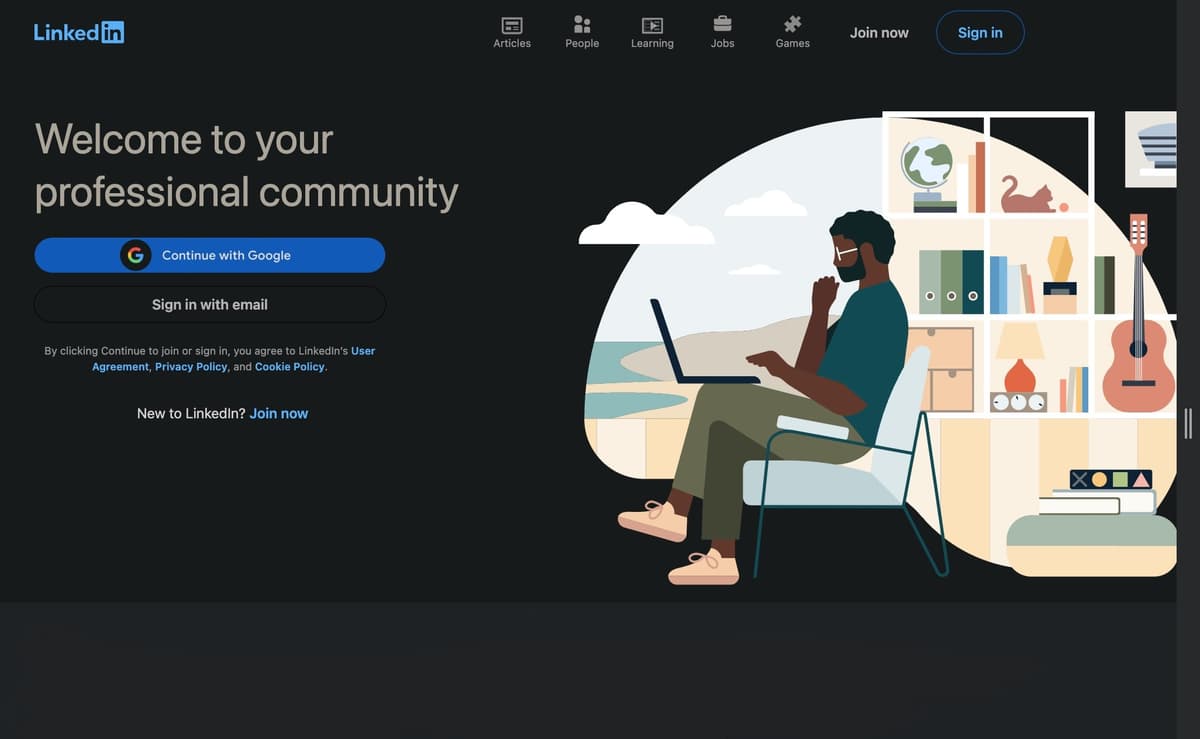 LinkedIn
Articles
People
Learning
Jobs
Games
Join now
Sign in
Welcome to your
professional community
Continue with Google
Sign in with email
By clicking Continue to join or sign in, you agree to LinkedIn's User
Agreement, Privacy Policy, and Cookie Policy.
New to LinkedIn? Join now